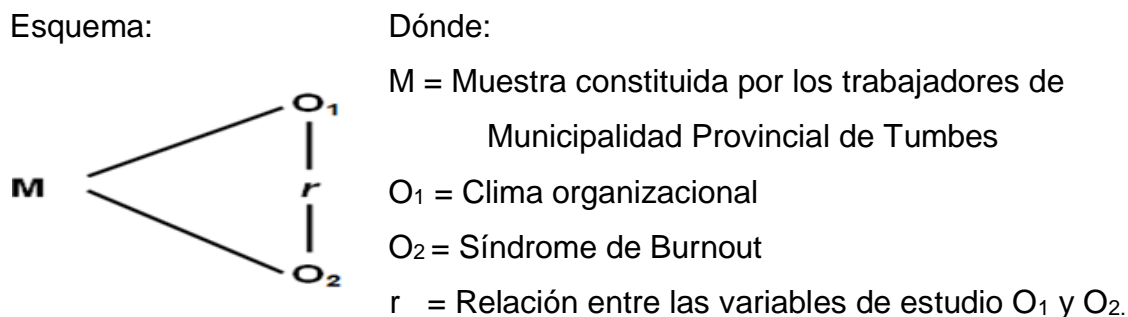 Esquema:
Dónde:
M = Muestra constituida por los trabajadores de
Municipalidad Provincial de Tumbes
O₁ = Clima organizacional
O₂ = Síndrome de Burnout
r = Relación entre las variables de estudio O₁ y O₂.
O₁
M
r
O₂